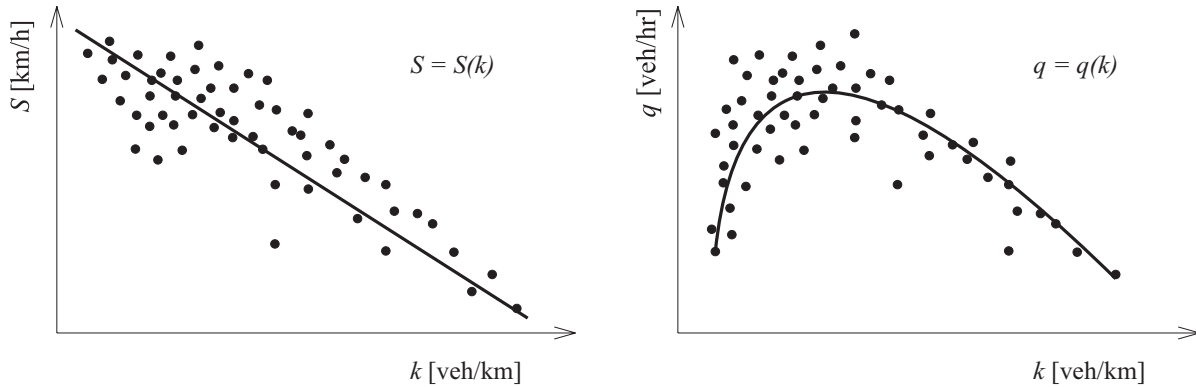 S [km/h]
S = S(k)
k [veh/km]
q [veh/hr]
q = q(k)
k [veh/km]